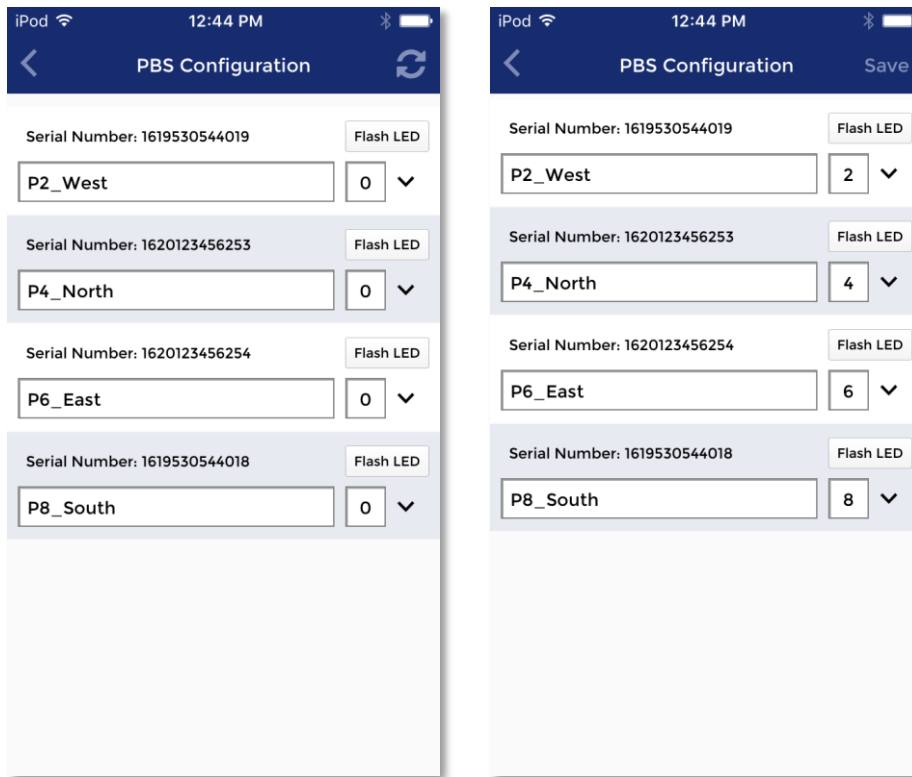 iPod 12:44 PM
PBS Configuration
Serial Number: 1619530544019 Flash LED
P2_West 0
Serial Number: 1620123456253 Flash LED
P4_North 0
Serial Number: 1620123456254 Flash LED
P6_East 0
Serial Number: 1619530544018 Flash LED
P8_South 0
iPod 12:44 PM
PBS Configuration Save
Serial Number: 1619530544019 Flash LED
P2_West 2
Serial Number: 1620123456253 Flash LED
P4_North 4
Serial Number: 1620123456254 Flash LED
P6_East 6
Serial Number: 1619530544018 Flash LED
P8_South 8